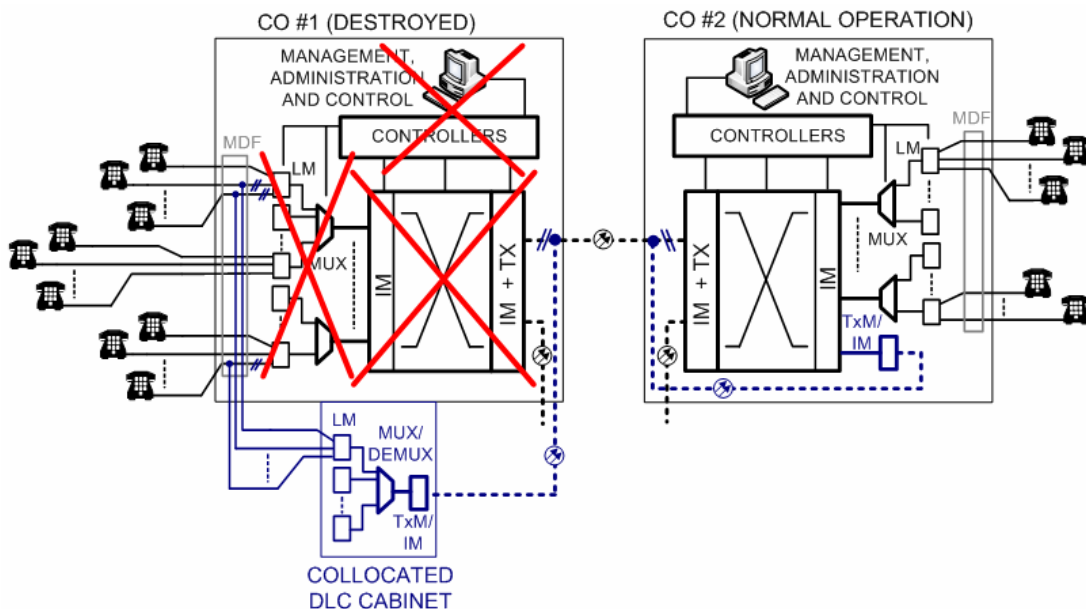 CO #1 (DESTROYED)
CO #2 (NORMAL OPERATION)
MANAGEMENT,
ADMINISTRATION
AND CONTROL
CONTROLLERS
MDF
LM
MUX
IM
IM + TX
MANAGEMENT,
ADMINISTRATION
AND CONTROL
CONTROLLERS
MDF
LM
MUX
IM + TX
IM
TxM/
IM
LM
MUX/
DEMUX
TxM/
IM
COLLOCATED
DLC CABINET